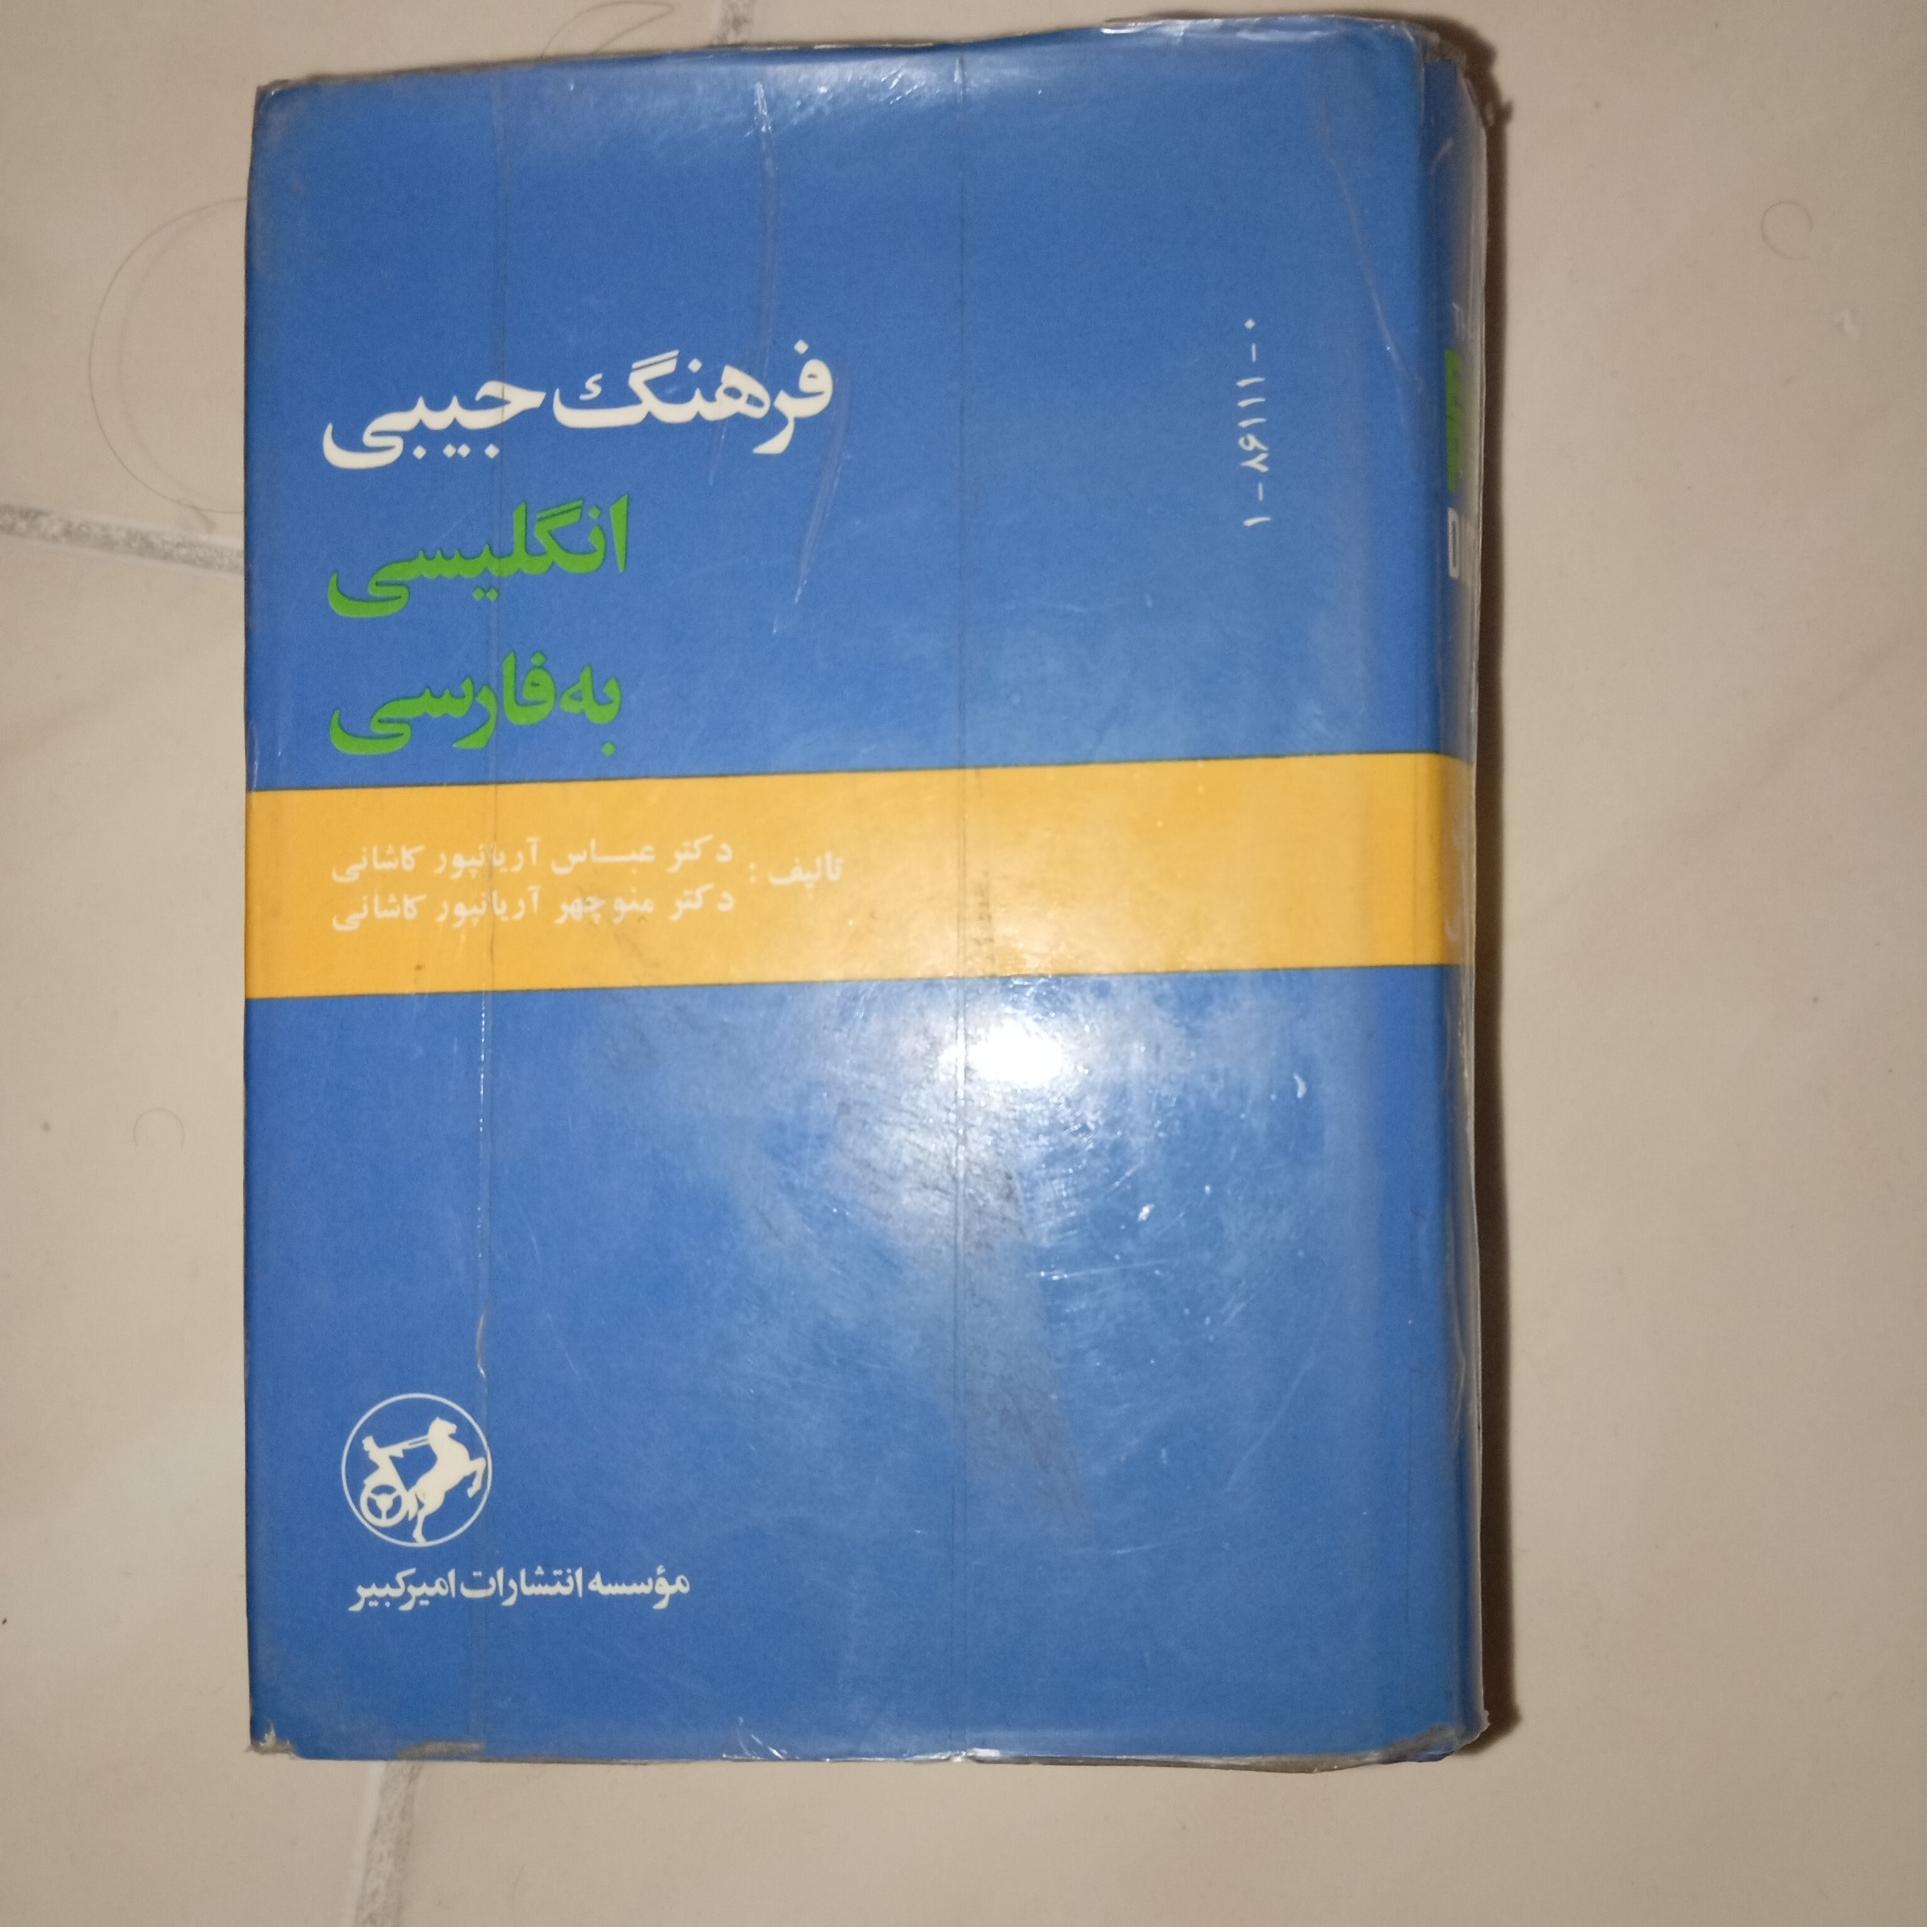 فرهنگ جیبی
انگلیسی
به فارسی
تألیف: دکتر عباس آریانپور کاشانی
دکتر منوچهر آریانپور کاشانی
مؤسسه انتشارات امیرکبیر
۱-۸۶۱۱۱-۰